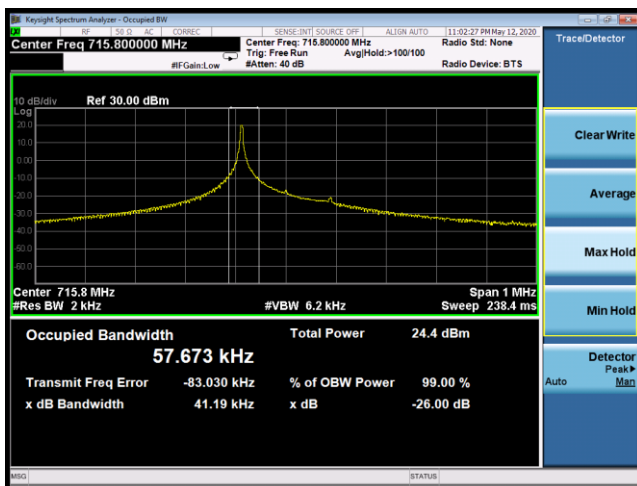 Keysight Spectrum Analyzer - Occupied BW
RF 50 Ω AC CORREC SENSE:INT SOURCE OFF ALIGN AUTO 11:02:27 PM May 12, 2020
Center Freq 715.800000 MHz
Center Freq: 715.800000 MHz
Radio Std: None
Trig: Free Run Avg|Hold:>100/100
#IFGain:Low #Atten: 40 dB
Radio Device: BTS
Trace/Detector
10 dB/div Ref 30.00 dBm
Log
20.0
10.0
0.00
-10.0
-20.0
-30.0
-40.0
-50.0
-60.0
Center 715.8 MHz Span 1 MHz
#Res BW 2 kHz #VBW 6.2 kHz Sweep 238.4 ms
Occupied Bandwidth Total Power 24.4 dBm
57.673 kHz
Transmit Freq Error -83.030 kHz % of OBW Power 99.00 %
x dB Bandwidth 41.19 kHz x dB -26.00 dB
Clear Write
Average
Max Hold
Min Hold
Detector
Peak▶
Auto Man
MSG STATUS